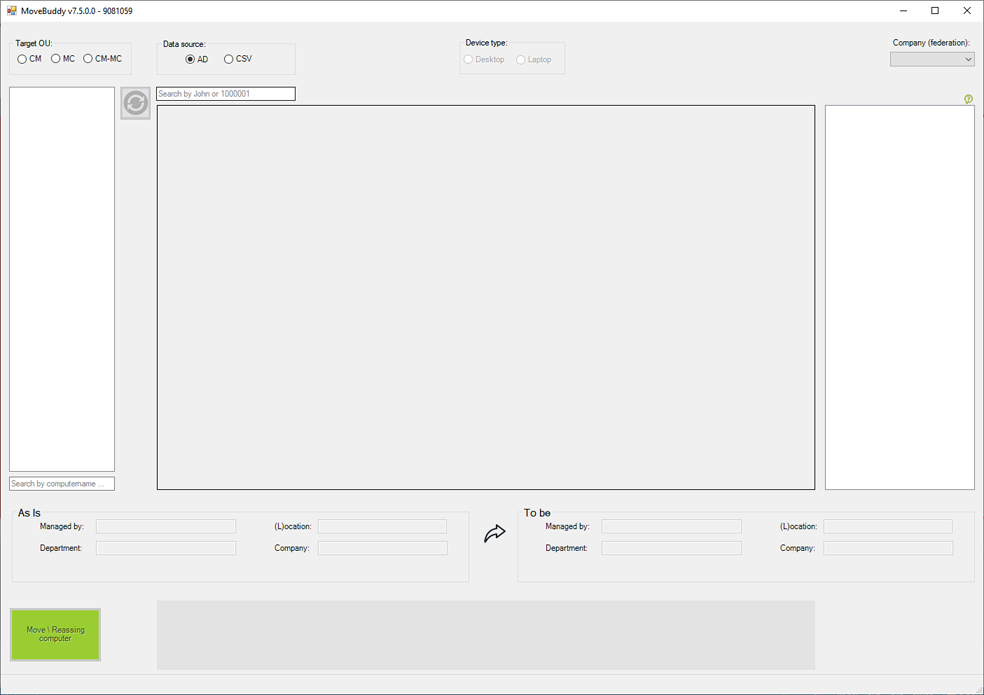 MoveBuddy v7.5.0.0 - 9081059
Target OU:
CM MC CM-MC
Data source:
AD CSV
Device type:
Desktop Laptop
Company (federation):
Search by John or 1000001
?
Search by computername ...
As Is
Managed by:
(L)ocation:
Department:
Company:
To be
Managed by:
(L)ocation:
Department:
Company:
Move \ Reassing
computer